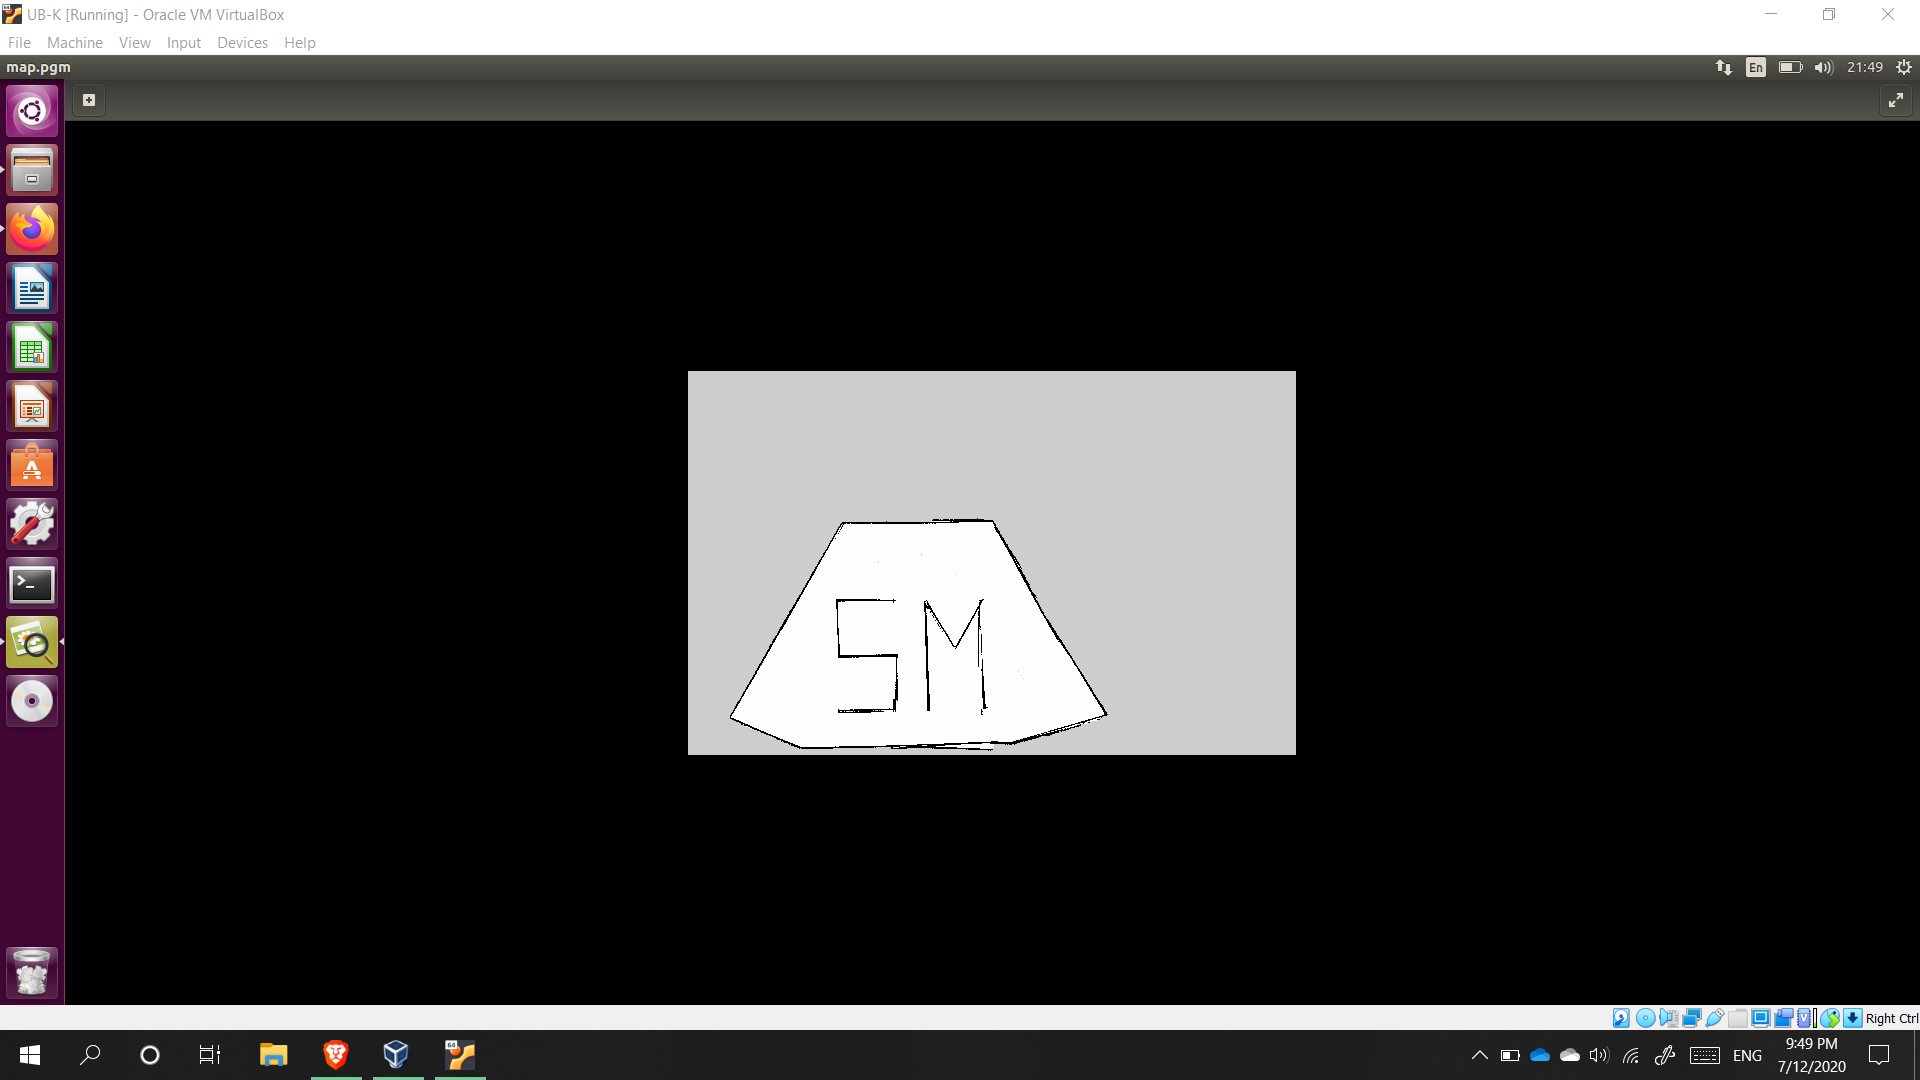 UB-K [Running] - Oracle VM VirtualBox
File Machine View Input Devices Help
map.pgm
En
21:49
SM
V
Right Ctrl
64
ENG
9:49 PM
7/12/2020